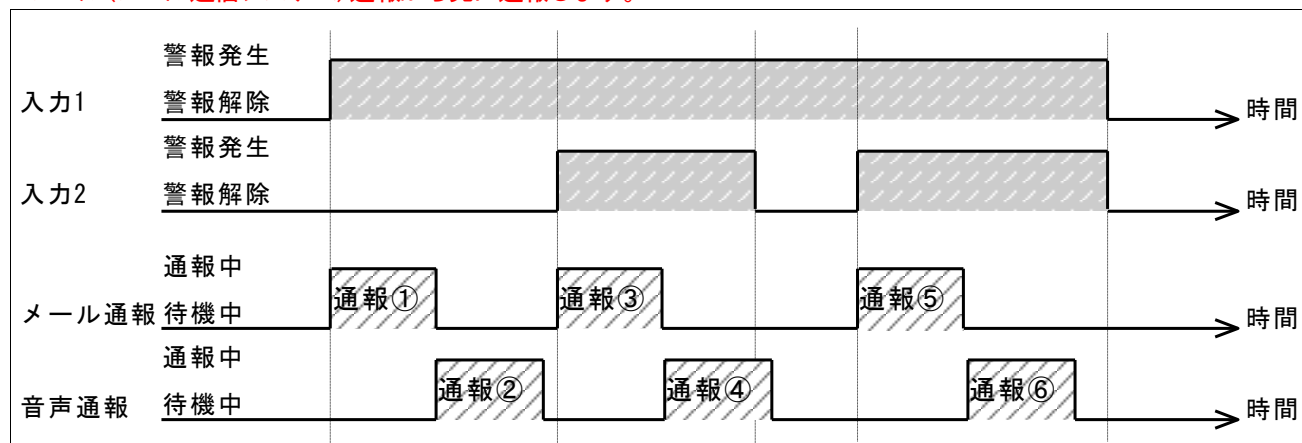 警報発生
入力1
警報解除
時間
警報発生
入力2
警報解除
時間
通報中
通報①
通報③
通報⑤
メール通報
待機中
時間
通報中
通報②
通報④
通報⑥
音声通報
待機中
時間